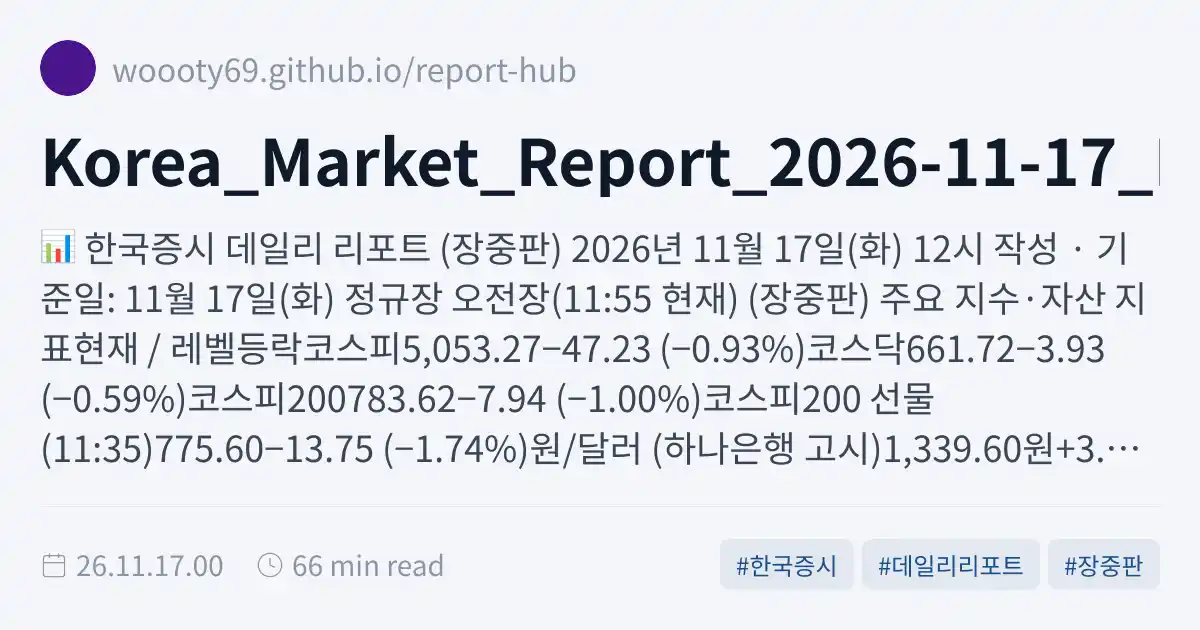 woooty69.github.io/report-hub
Korea_Market_Report_2026-11-17_
📊 한국증시 데일리 리포트 (장중판) 2026년 11월 17일(화) 12시 작성 · 기
준일: 11월 17일(화) 정규장 오전장(11:55 현재) (장중판) 주요 지수·자산 지
표현재 / 레벨등락코스피5,053.27−47.23 (−0.93%)코스닥661.72−3.93
(−0.59%)코스피200783.62−7.94 (−1.00%)코스피200 선물
(11:35)775.60−13.75 (−1.74%)원/달러 (하나은행 고시)1,339.60원+3.⋯
26.11.17.00
66 min read
#한국증시
#데일리리포트
#장중판